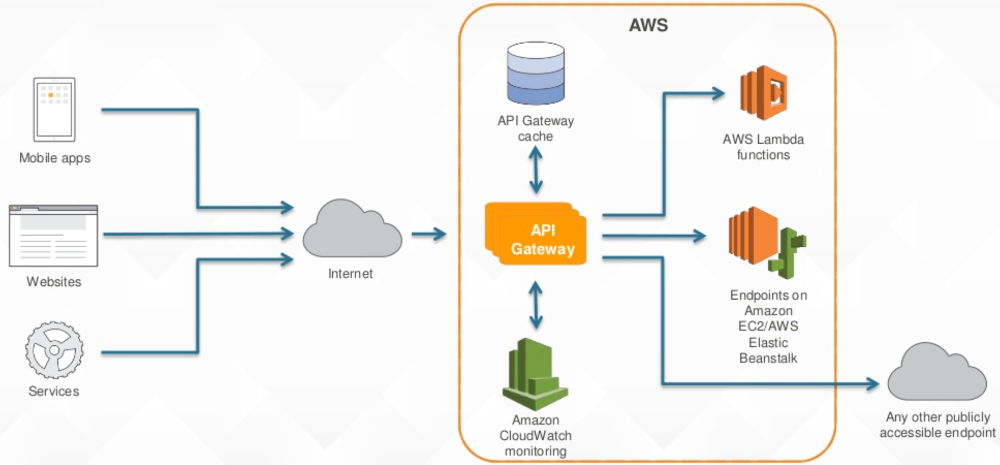 AWS
Mobile apps
Websites
Services
Internet
API Gateway
cache
API
Gateway
Amazon
CloudWatch
monitoring
AWS Lambda
functions
Endpoints on
Amazon
EC2/AWS
Elastic
Beanstalk
Any other publicly
accessible endpoint